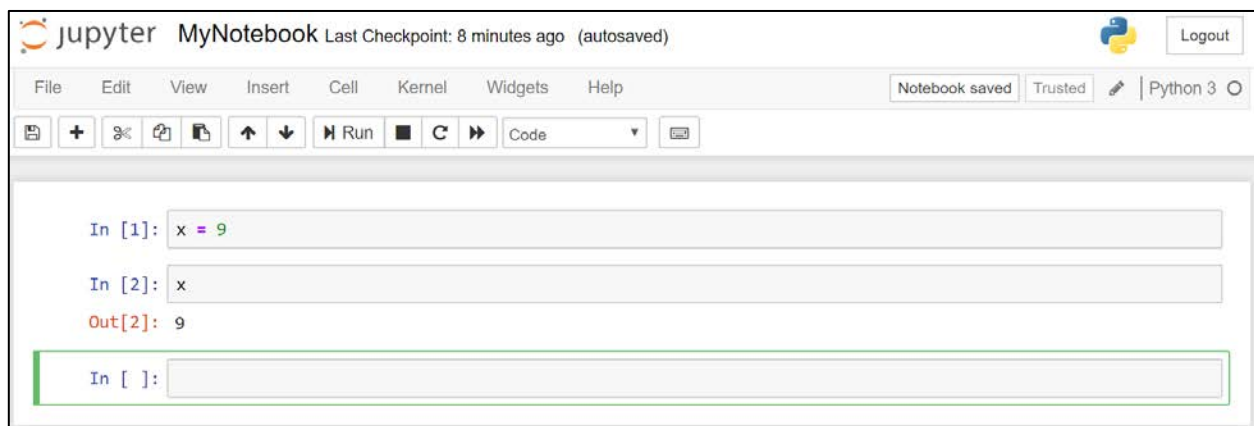 jupyter MyNotebook Last Checkpoint: 8 minutes ago (autosaved) Logout
File Edit View Insert Cell Kernel Widgets Help Notebook saved Trusted Python 3
Run Code
In [1]: x = 9
In [2]: x
Out[2]: 9
In [ ]: